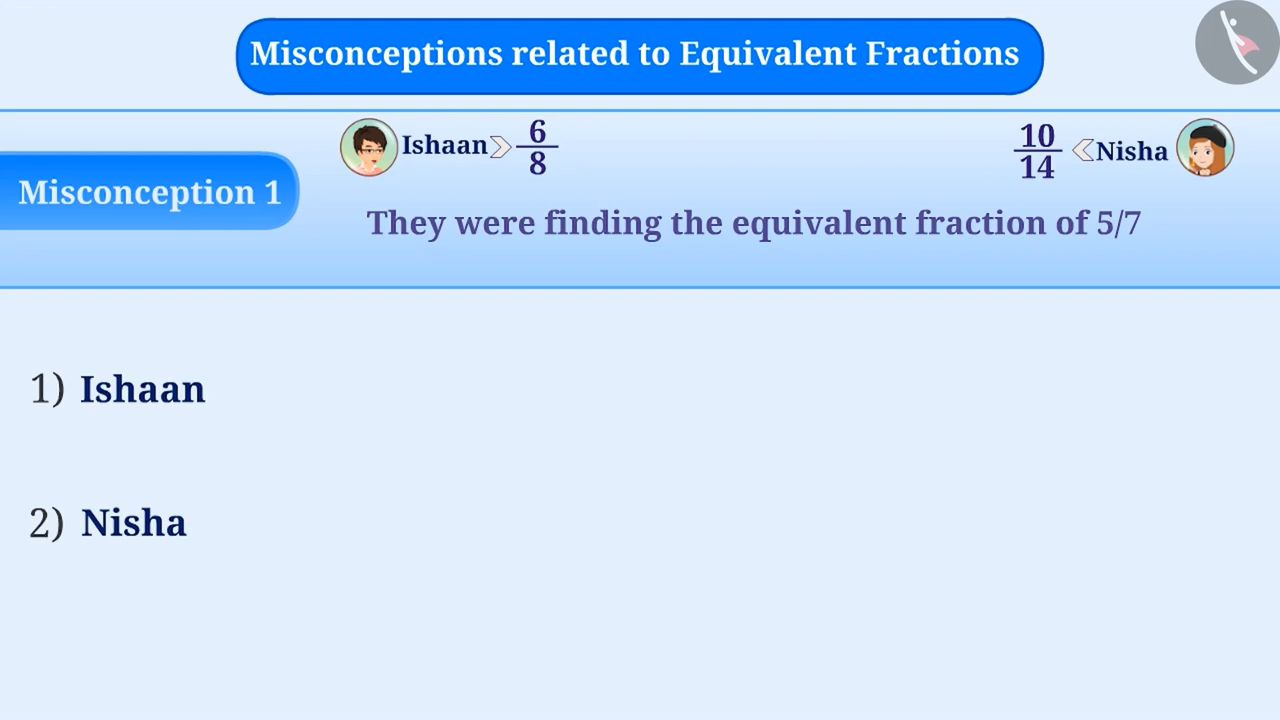 Misconceptions related to Equivalent Fractions
Ishaan 6/8
10/14 Nisha
Misconception 1
They were finding the equivalent fraction of 5/7
1) Ishaan
2) Nisha